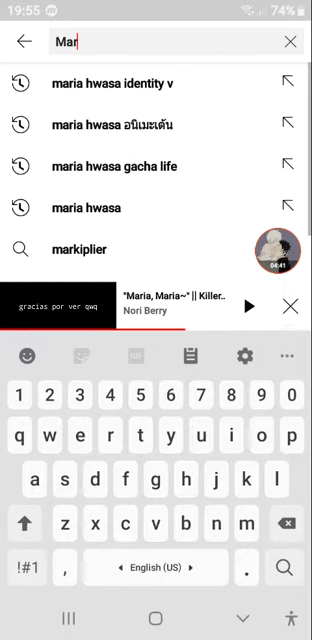 19:55 74%
Mar
maria hwasa identity v
maria hwasa อนิเมะเต้น
maria hwasa gacha life
maria hwasa
markiplier
04:41
gracias por ver qwq
"Maria, Maria~" || Killer..
Nori Berry
GIF
1 2 3 4 5 6 7 8 9 0
q w e r t y u i o p
a s d f g h j k l
z x c v b n m
!#1 , English (US) .